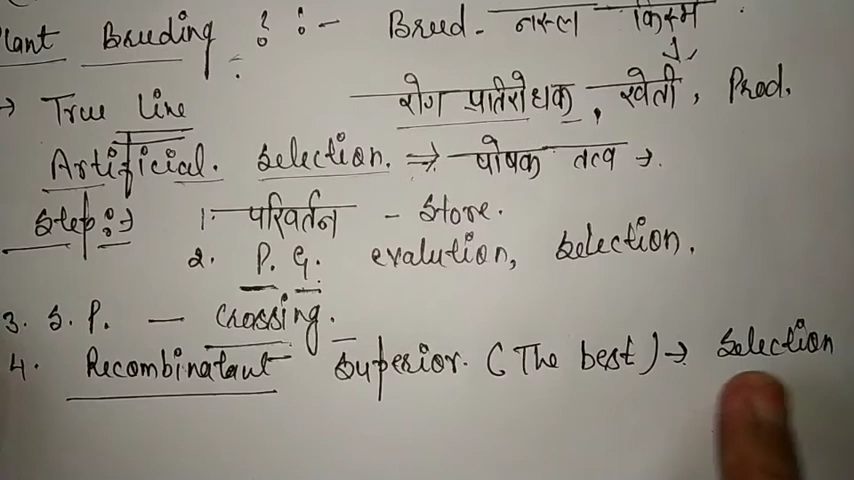 Plant Breeding :- Breed - नस्ल किस्म
→ True Line रोग प्रतिरोधक, खेती, Prod.
Artificial. Selection. ⇒ पोषक तत्व →.
Step :→ 1. परिवर्तन - Store.
2. P. G. evalution, Selection.
3. S. P. — Crossing.
4. Recombinatant Superior. (The best) → Selection